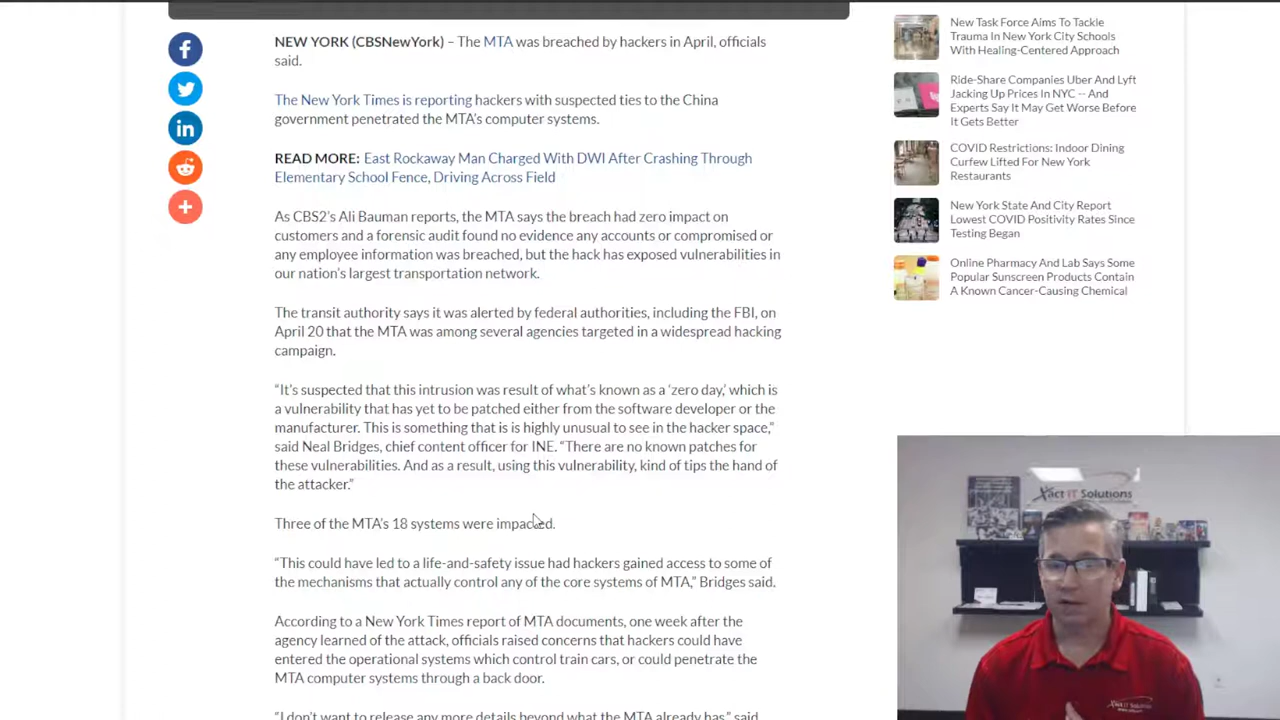 NEW YORK (CBSNewYork) – The MTA was breached by hackers in April, officials
said.
The New York Times is reporting hackers with suspected ties to the China
government penetrated the MTA's computer systems.
READ MORE: East Rockaway Man Charged With DWI After Crashing Through
Elementary School Fence, Driving Across Field
As CBS2's Ali Bauman reports, the MTA says the breach had zero impact on
customers and a forensic audit found no evidence any accounts or compromised or
any employee information was breached, but the hack has exposed vulnerabilities in
our nation's largest transportation network.
The transit authority says it was alerted by federal authorities, including the FBI, on
April 20 that the MTA was among several agencies targeted in a widespread hacking
campaign.
“It's suspected that this intrusion was result of what's known as a ‘zero day,’ which is
a vulnerability that has yet to be patched either from the software developer or the
manufacturer. This is something that is is highly unusual to see in the hacker space,”
said Neal Bridges, chief content officer for INE. “There are no known patches for
these vulnerabilities. And as a result, using this vulnerability, kind of tips the hand of
the attacker.”
Three of the MTA's 18 systems were impacted.
“This could have led to a life-and-safety issue had hackers gained access to some of
the mechanisms that actually control any of the core systems of MTA,” Bridges said.
According to a New York Times report of MTA documents, one week after the
agency learned of the attack, officials raised concerns that hackers could have
entered the operational systems which control train cars, or could penetrate the
MTA computer systems through a back door.
“I don't want to release any more details beyond what the MTA already has,” said
New Task Force Aims To Tackle
Trauma In New York City Schools
With Healing-Centered Approach
Ride-Share Companies Uber And Lyft
Jacking Up Prices In NYC -- And
Experts Say It May Get Worse Before
It Gets Better
COVID Restrictions: Indoor Dining
Curfew Lifted For New York
Restaurants
New York State And City Report
Lowest COVID Positivity Rates Since
Testing Began
Online Pharmacy And Lab Says Some
Popular Sunscreen Products Contain
A Known Cancer-Causing Chemical
Xact IT Solutions
Xact IT Solutions